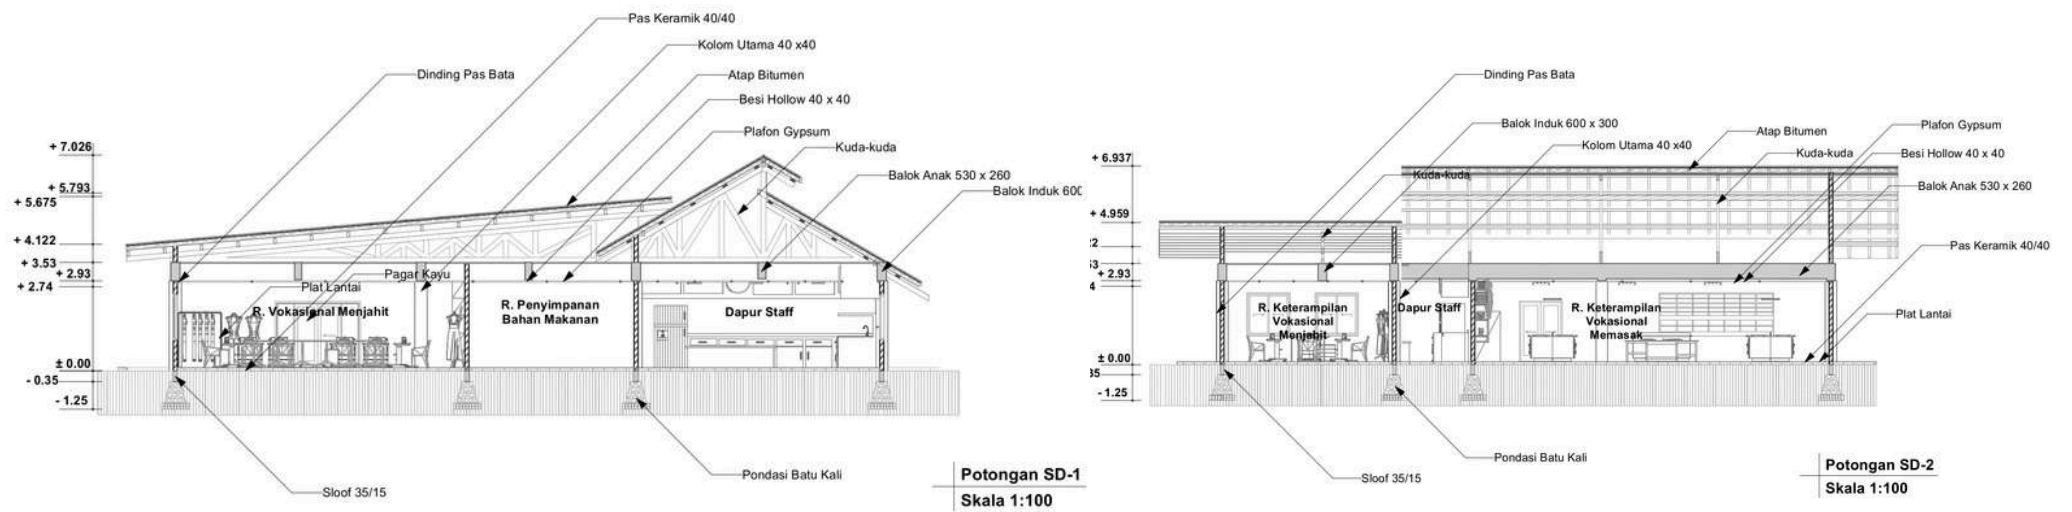 Pas Keramik 40/40
Kolom Utama 40 x40
Dinding Pas Bata
Atap Bitumen
Besi Hollow 40 x 40
Plafon Gypsum
Kuda-kuda
Balok Anak 530 x 260
Balok Induk 600
+ 7.026
+ 5.793
+ 5.675
+ 4.122
+ 3.53
+ 2.93
+ 2.74
± 0.00
- 0.35
- 1.25
Pagar Kayu
Plat Lantai
R. Vokasional Menjahit
R. Penyimpanan
Bahan Makanan
Dapur Staff
Pondasi Batu Kali
Sloof 35/15
Potongan SD-1
Skala 1:100
Dinding Pas Bata
Balok Induk 600 x 300
Kolom Utama 40 x40
Kuda-kuda
Atap Bitumen
Kuda-kuda
Plafon Gypsum
Besi Hollow 40 x 40
Balok Anak 530 x 260
Pas Keramik 40/40
Plat Lantai
+ 6.937
+ 4.959
22
53
+ 2.93
4
± 0.00
35
- 1.25
R. Keterampilan
Vokasional
Menjahit
Dapur Staff
R. Keterampilan
Vokasional
Memasak
Pondasi Batu Kali
Sloof 35/15
Potongan SD-2
Skala 1:100